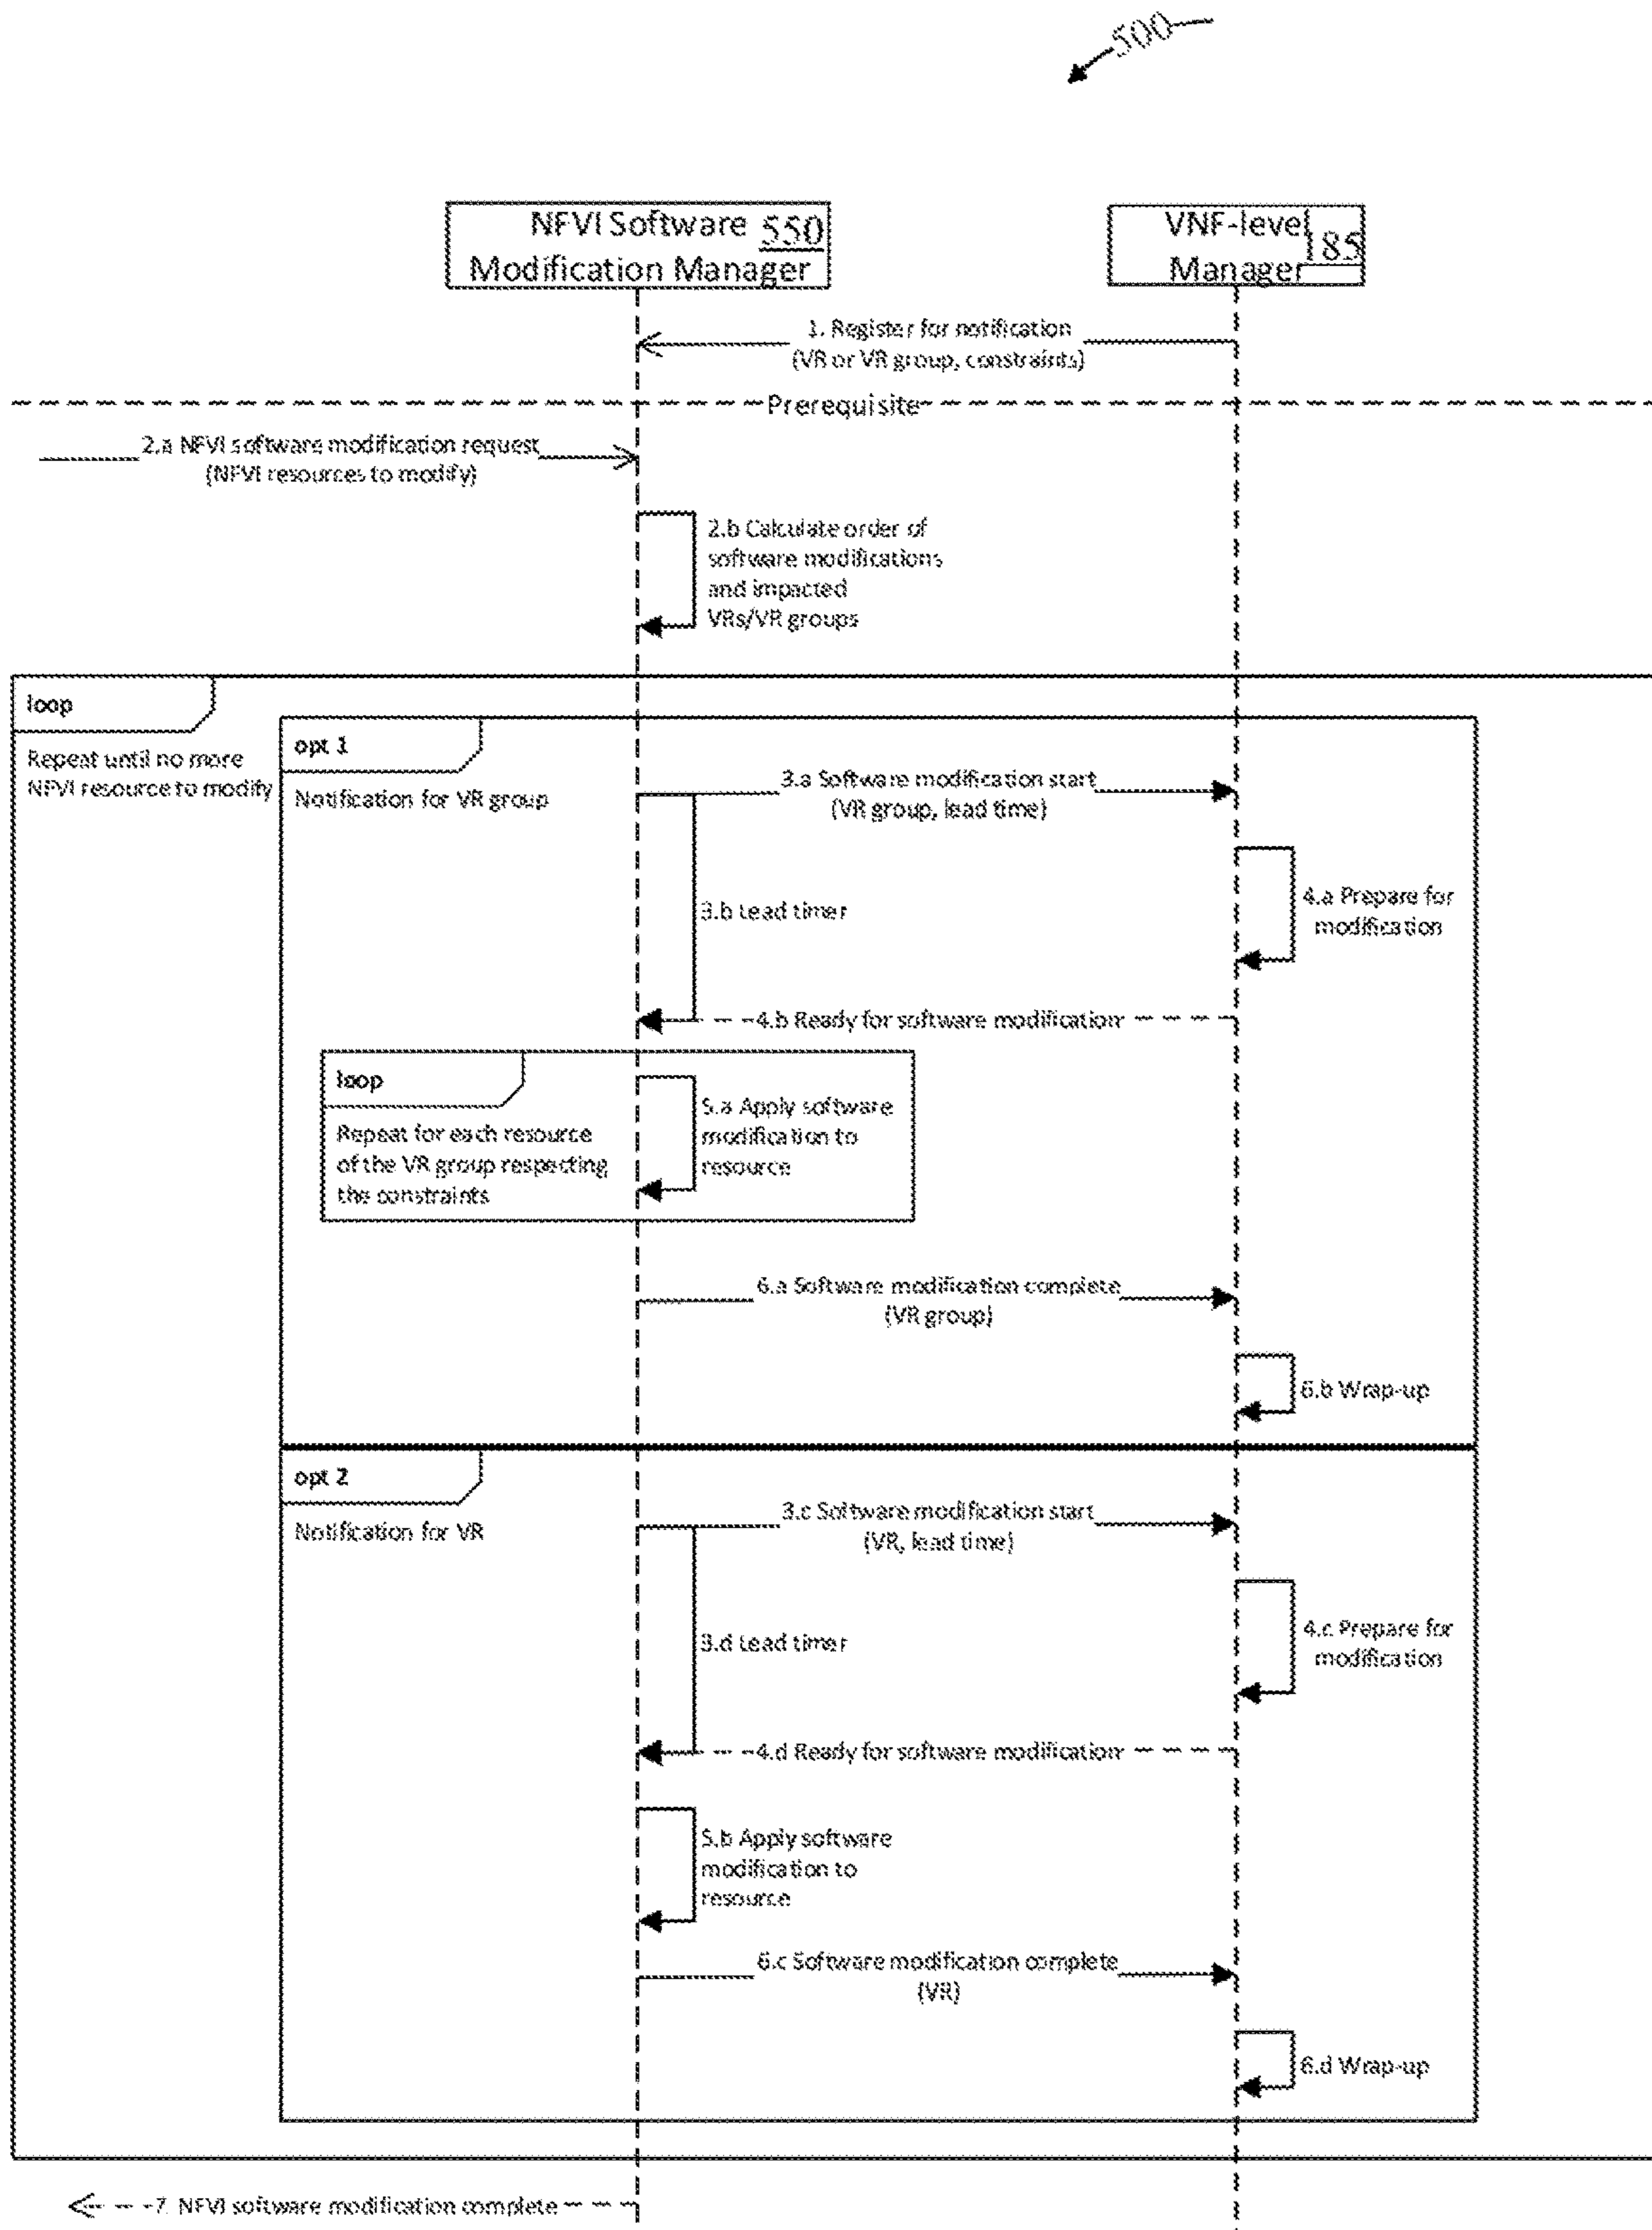 500
NFVI Software 550
Modification Manager
VNF-level 185
Manager
1. Register for notification
(VR or VR group, constraints)
Prerequisite
2.a NFVI software modification request
(NFVI resources to modify)
2.b Calculate order of
software modifications
and impacted
VRs/VR groups
loop
Repeat until no more
NFVI resource to modify
opt 1
Notification for VR group
3.a Software modification start
(VR group, lead time)
3.b Lead timer
4.a Prepare for
modification
4.b Ready for software modification
loop
Repeat for each resource
of the VR group respecting
the constraints
5.a Apply software
modification to
resource
6.a Software modification complete
(VR group)
6.b Wrap-up
opt 2
Notification for VR
3.c Software modification start
(VR, lead time)
3.d Lead timer
4.c Prepare for
modification
4.d Ready for software modification
5.b Apply software
modification to
resource
6.c Software modification complete
(VR)
6.d Wrap-up
7. NFVI software modification complete